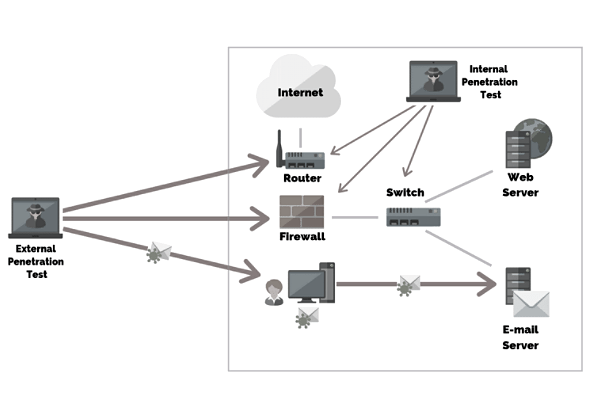 Internet
Internal
Penetration
Test
Router
Switch
Web
Server
Firewall
External
Penetration
Test
E-mail
Server